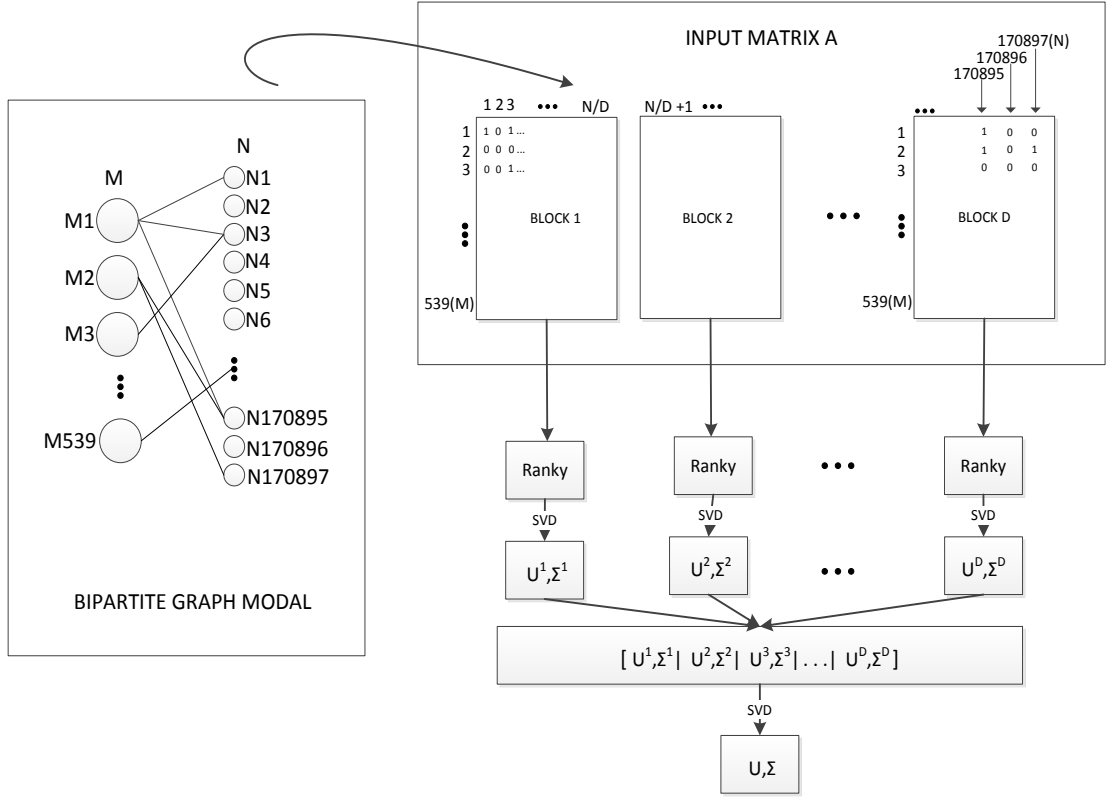 INPUT MATRIX A
170897(N)
170896
170895
1 2 3 ••• N/D
N/D +1 •••
•••
1
2
3
539(M)
1 0 1 ...
0 0 0...
0 0 1...
BLOCK 1
BLOCK 2
•••
1
2
3
539(M)
1 0 0
1 0 1
0 0 0
BLOCK D
M
N
M1
M2
M3
M539
N1
N2
N3
N4
N5
N6
N170895
N170896
N170897
BIPARTITE GRAPH MODAL
Ranky
Ranky
•••
Ranky
SVD
SVD
SVD
U¹,Σ¹
U²,Σ²
•••
Uᴰ,Σᴰ
[ U¹,Σ¹| U²,Σ²| U³,Σ³| . . . | Uᴰ,Σᴰ ]
SVD
U,Σ